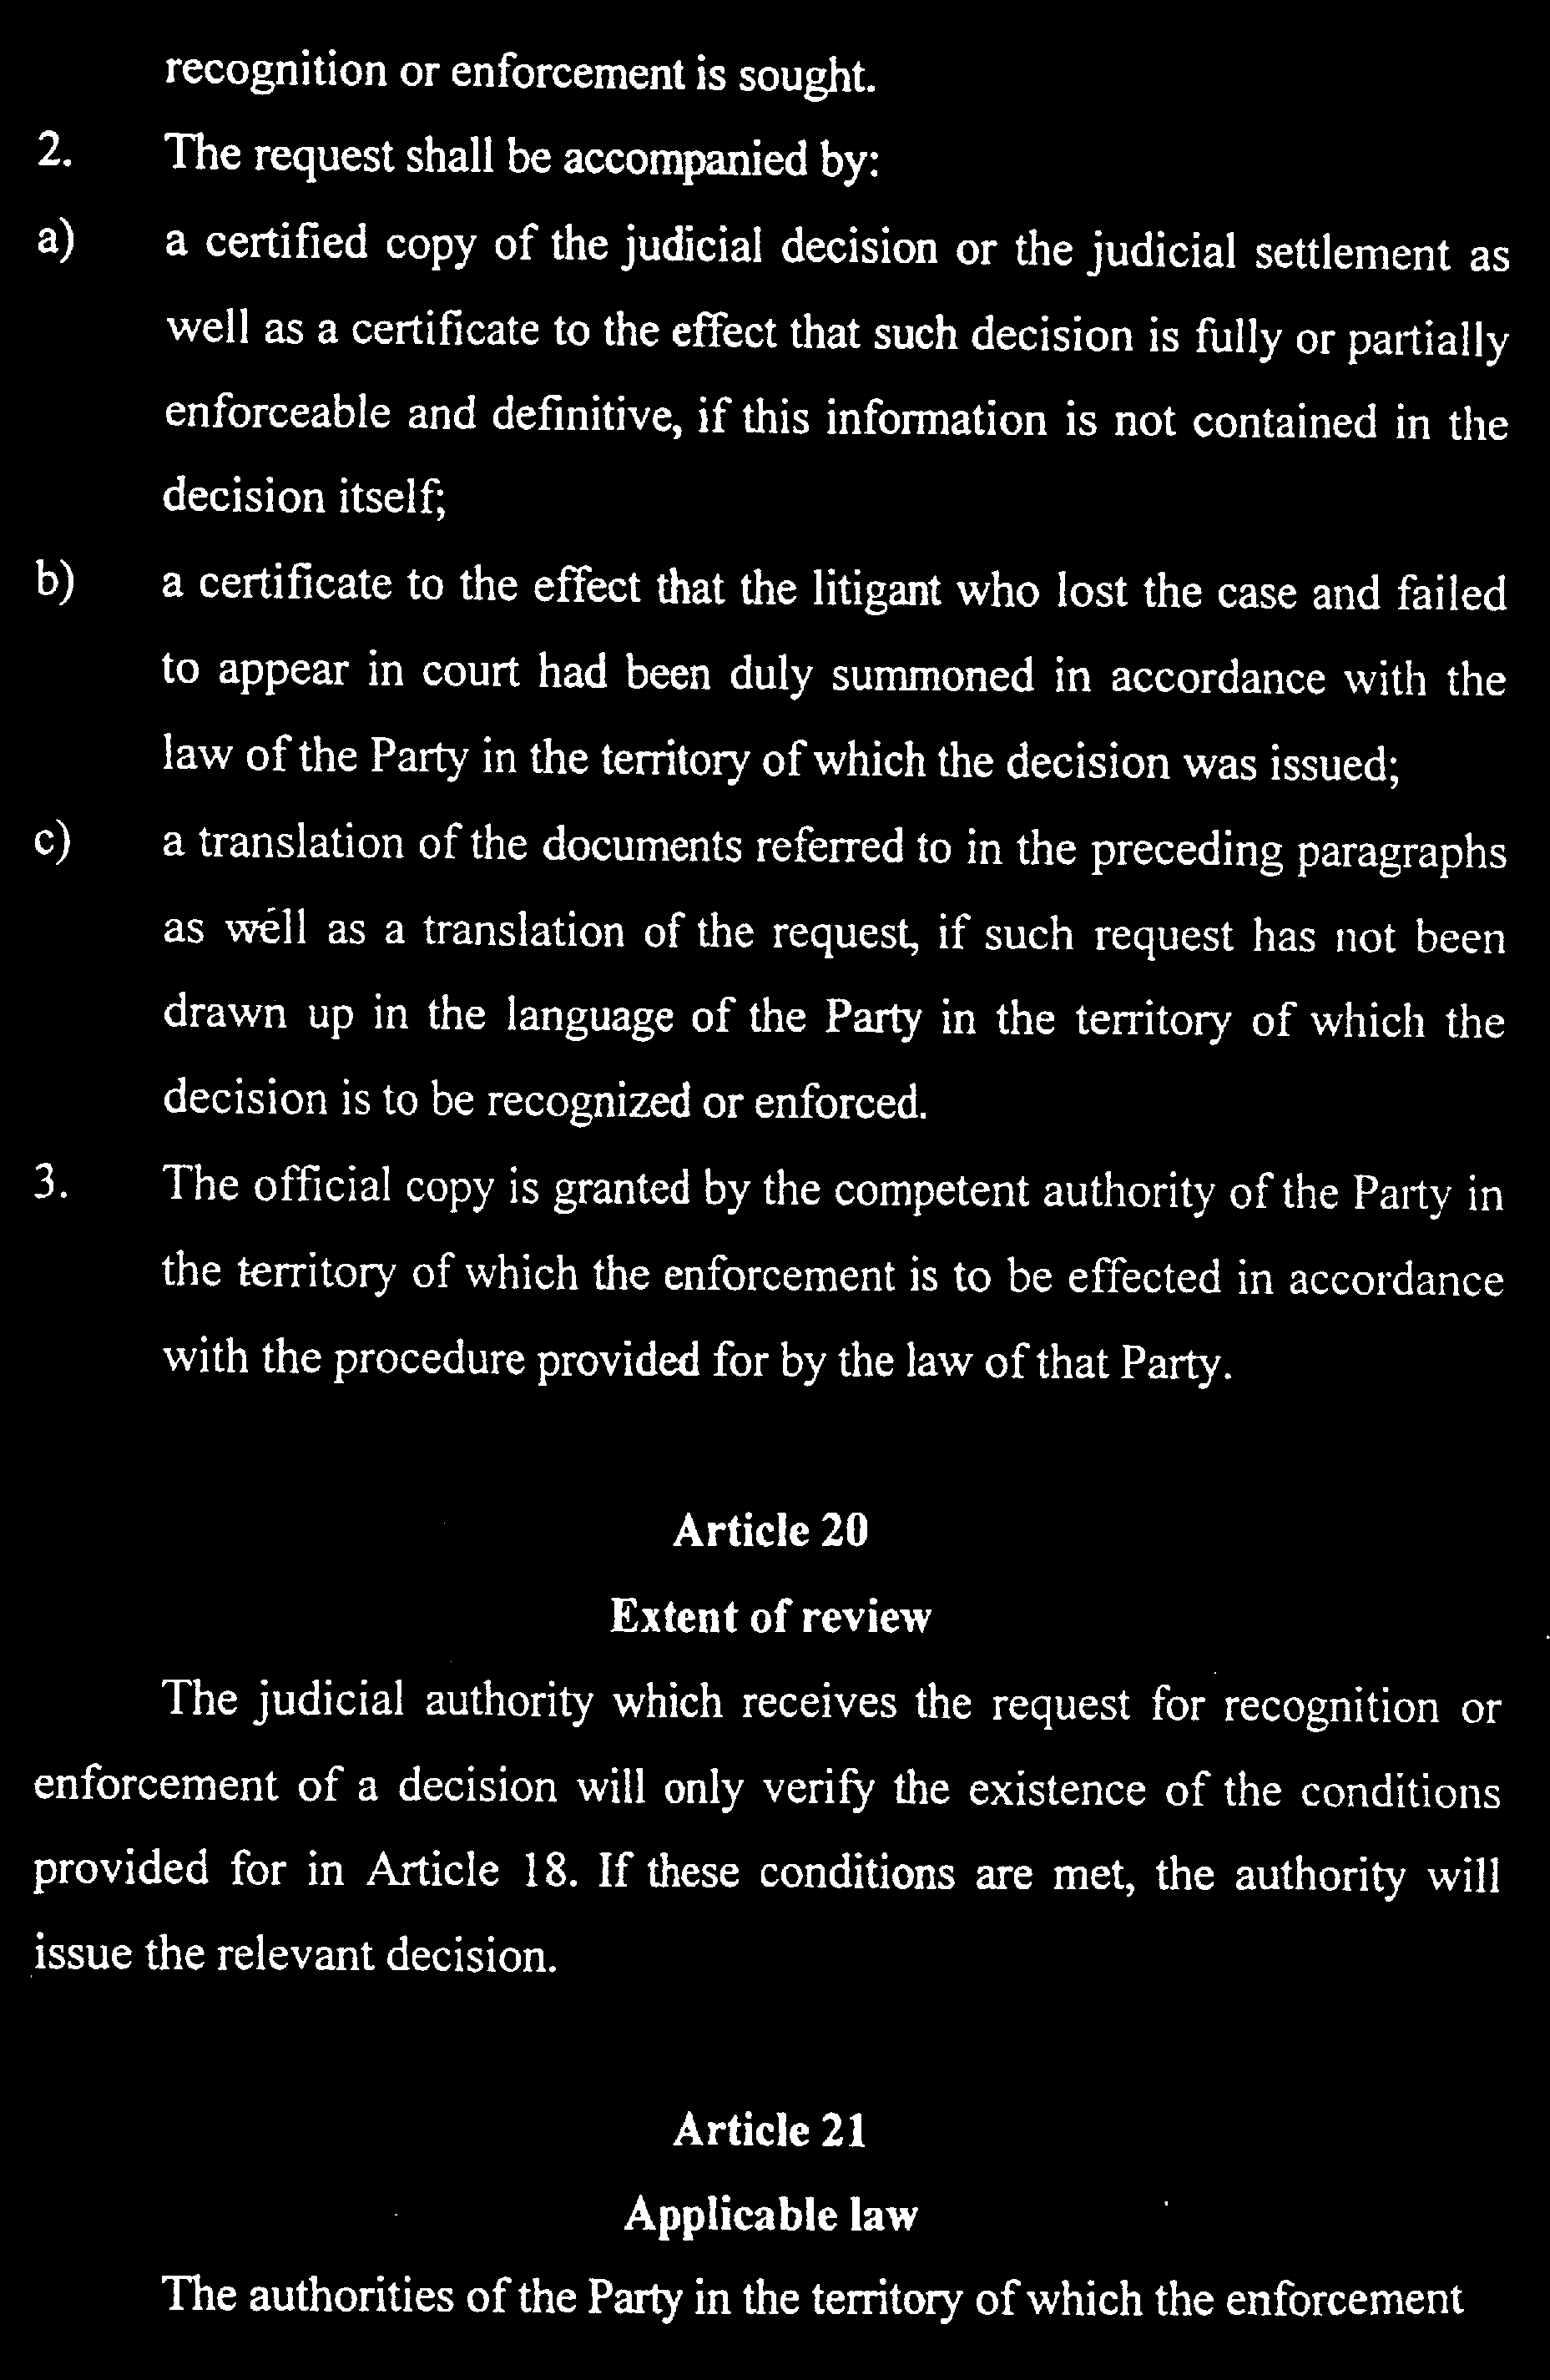 recognition or enforcement is sought.
2. The request shall be accompanied by:
a) a certified copy of the judicial decision or the judicial settlement as
well as a certificate to the effect that such decision is fully or partially
enforceable and definitive, if this information is not contained in the
decision itself;
b) a certificate to the effect that the litigant who lost the case and failed
to appear in court had been duly summoned in accordance with the
law of the Party in the territory of which the decision was issued;
c) a translation of the documents referred to in the preceding paragraphs
as well as a translation of the request, if such request has not been
drawn up in the language of the Party in the territory of which the
decision is to be recognized or enforced.
3. The official copy is granted by the competent authority of the Party in
the territory of which the enforcement is to be effected in accordance
with the procedure provided for by the law of that Party.
Article 20
Extent of review
The judicial authority which receives the request for recognition or
enforcement of a decision will only verify the existence of the conditions
provided for in Article 18. If these conditions are met, the authority will
issue the relevant decision.
Article 21
Applicable law
The authorities of the Party in the territory of which the enforcement